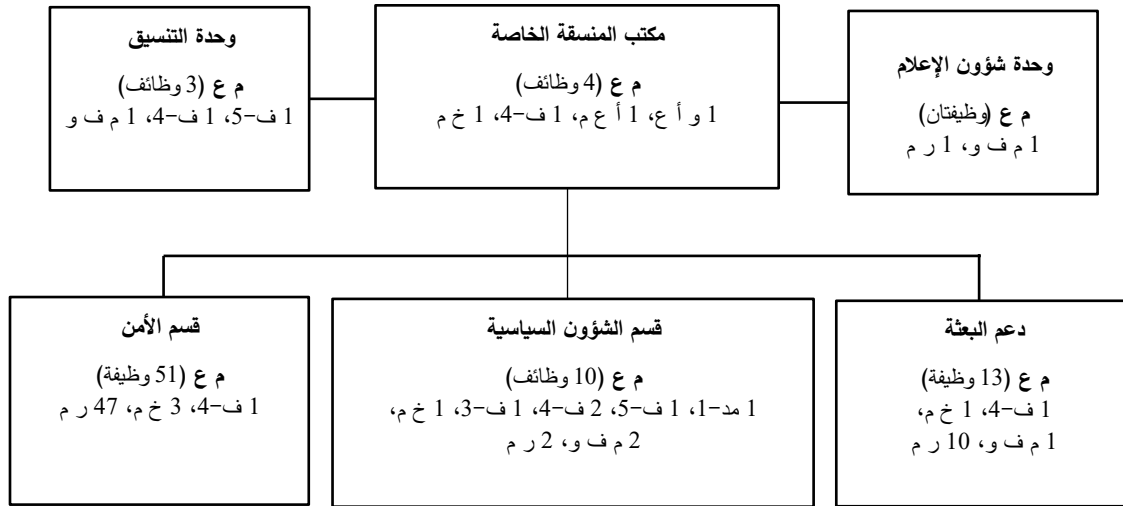 وحدة التنسيق
م ع (3 وظائف)
1 ف-5، 1 ف-4، 1 م ف و
مكتب المنسقة الخاصة
م ع (4 وظائف)
1 و أ ع، 1 أ ع م، 1 ف-4، 1 خ م
وحدة شؤون الإعلام
م ع (وظيفتان)
1 م ف و، 1 ر م
قسم الأمن
م ع (51 وظيفة)
1 ف-4، 3 خ م، 47 ر م
قسم الشؤون السياسية
م ع (10 وظائف)
1 مد-1، 1 ف-5، 2 ف-4، 1 ف-3، 1 خ م،
2 م ف و، 2 ر م
دعم البعثة
م ع (13 وظيفة)
1 ف-4، 1 خ م،
1 م ف و، 10 ر م